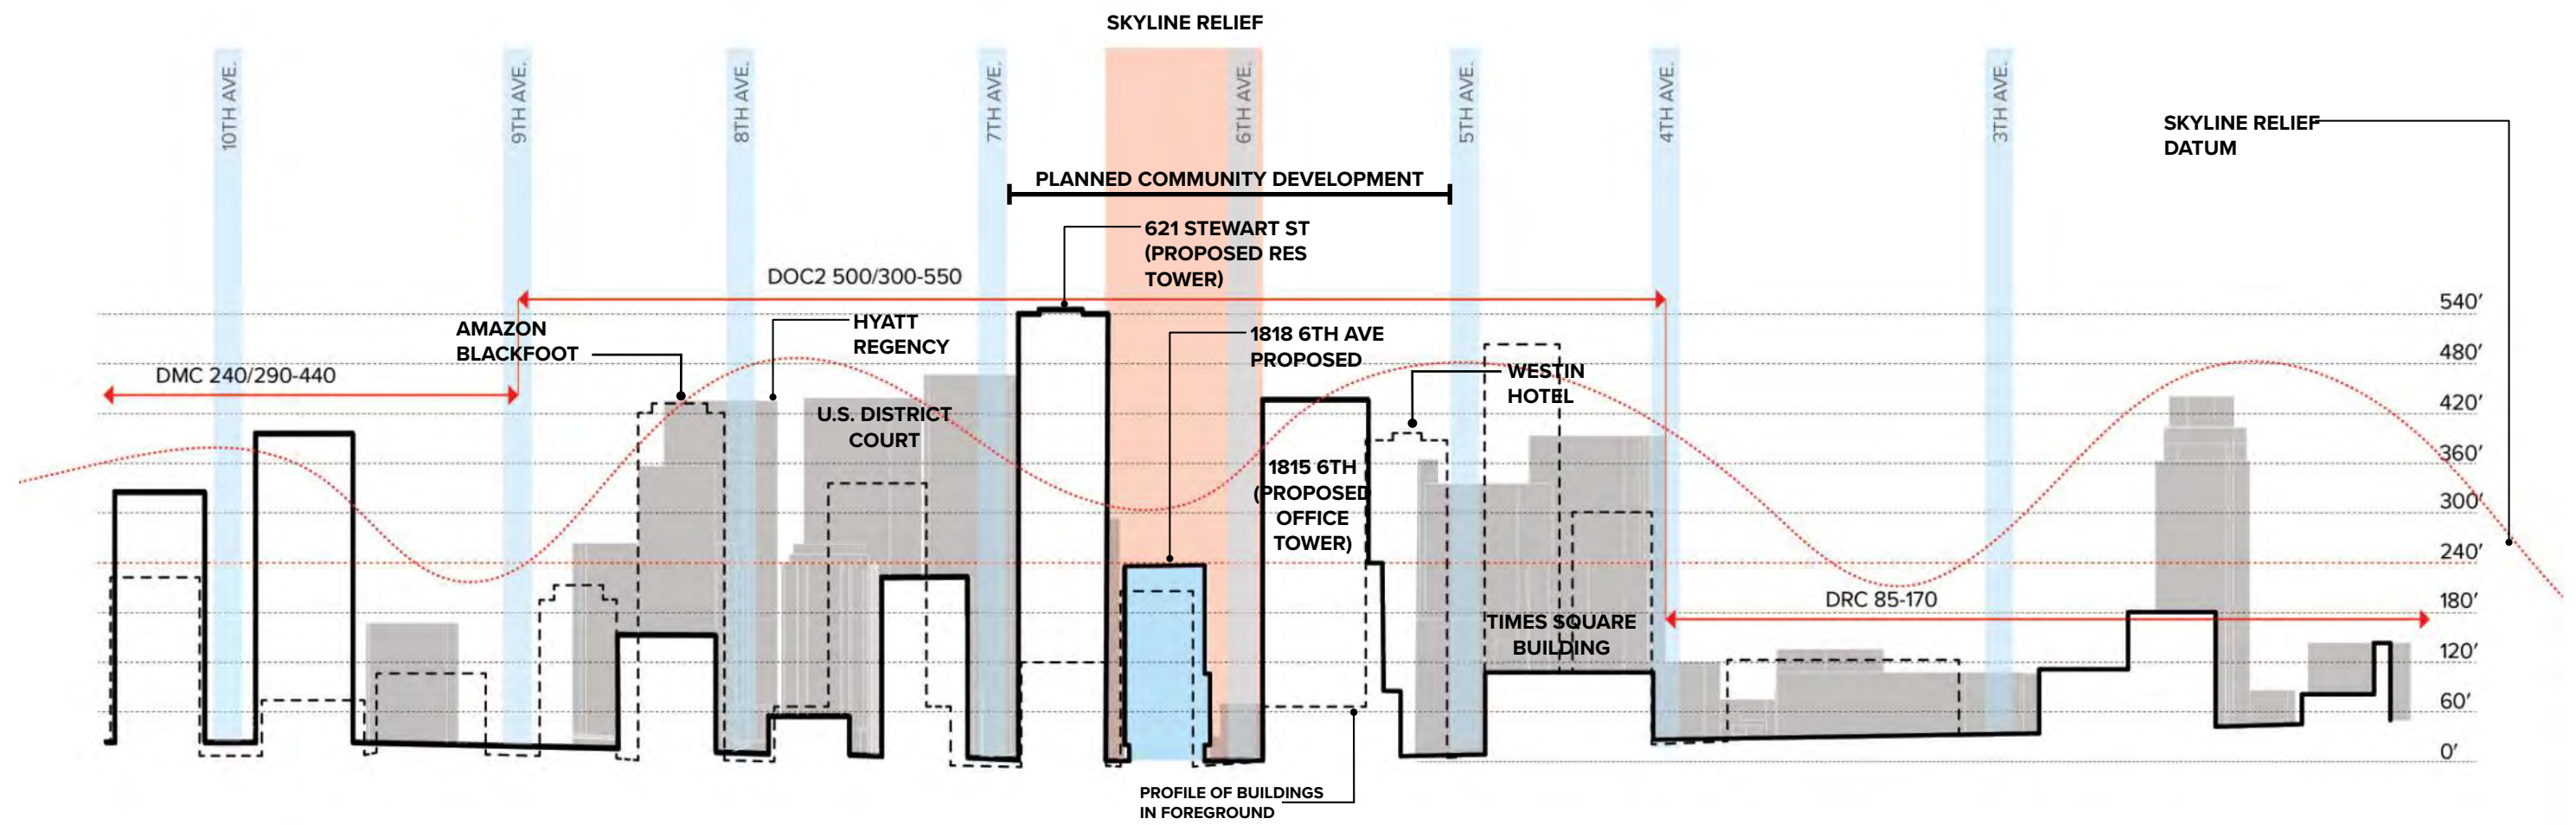 SKYLINE RELIEF
10TH AVE.
9TH AVE.
8TH AVE.
7TH AVE.
6TH AVE.
5TH AVE.
4TH AVE.
3TH AVE.
SKYLINE RELIEF
DATUM
PLANNED COMMUNITY DEVELOPMENT
621 STEWART ST
(PROPOSED RES
TOWER)
DOC2 500/300-550
AMAZON
BLACKFOOT
HYATT
REGENCY
1818 6TH AVE
PROPOSED
DMC 240/290-440
WESTIN
HOTEL
U.S. DISTRICT
COURT
1815 6TH
(PROPOSED
OFFICE
TOWER)
TIMES SQUARE
BUILDING
DRC 85-170
540'
480'
420'
360'
300'
240'
180'
120'
60'
0'
PROFILE OF BUILDINGS
IN FOREGROUND